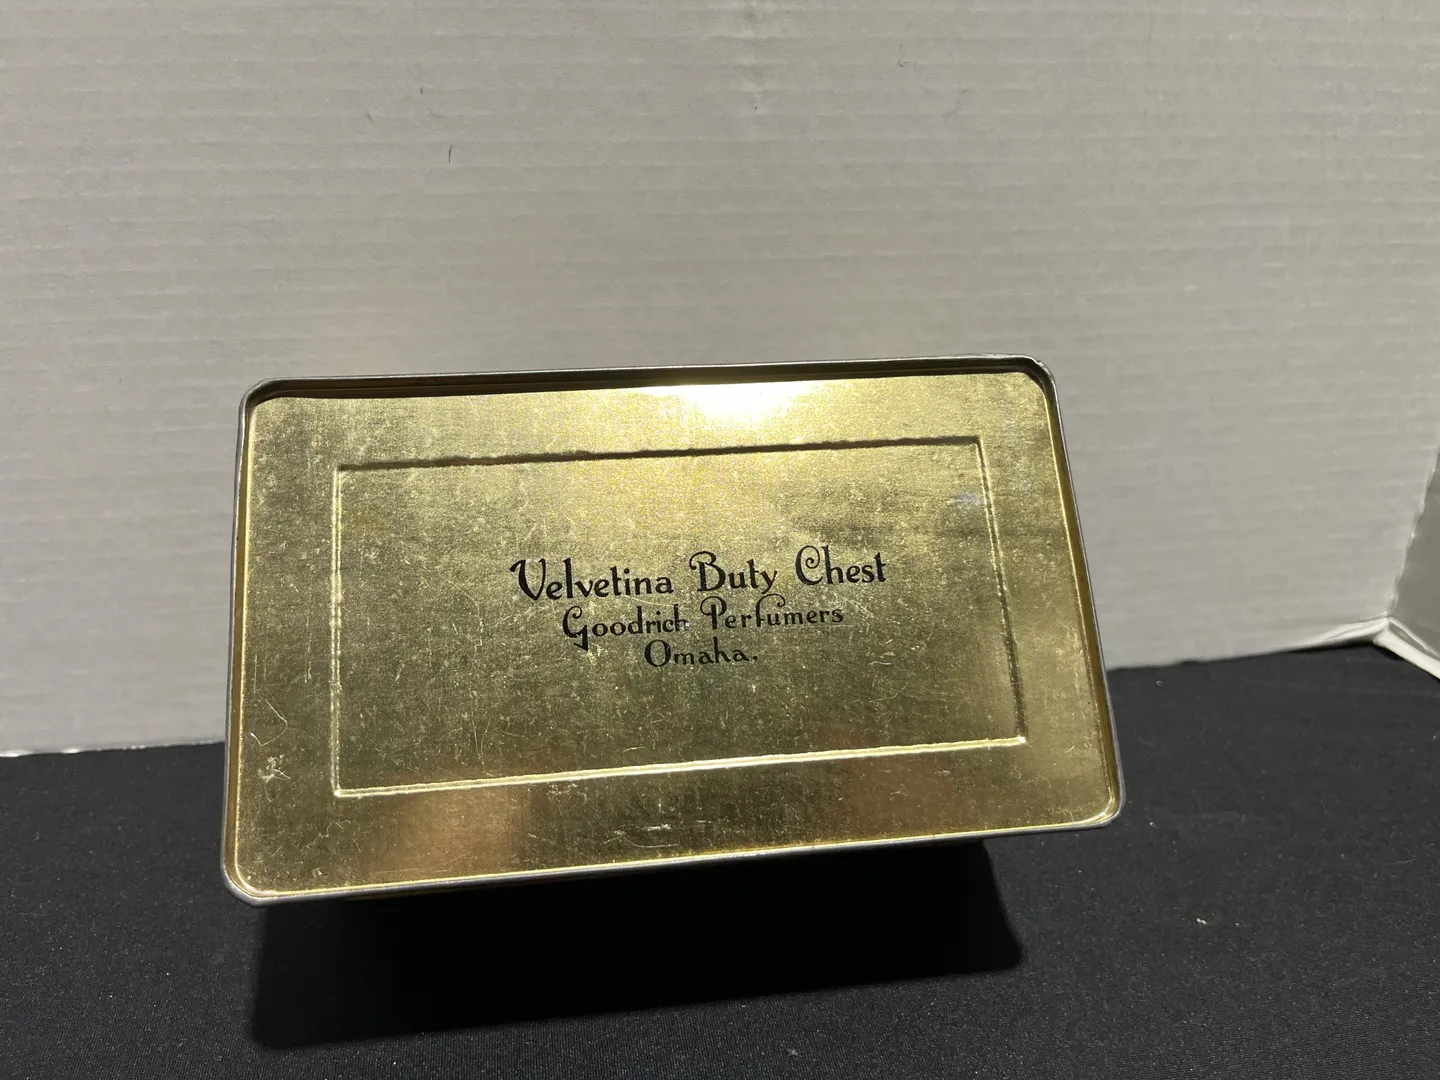 Velvetina Buty Chest
Goodrich Perfumers
Omaha.